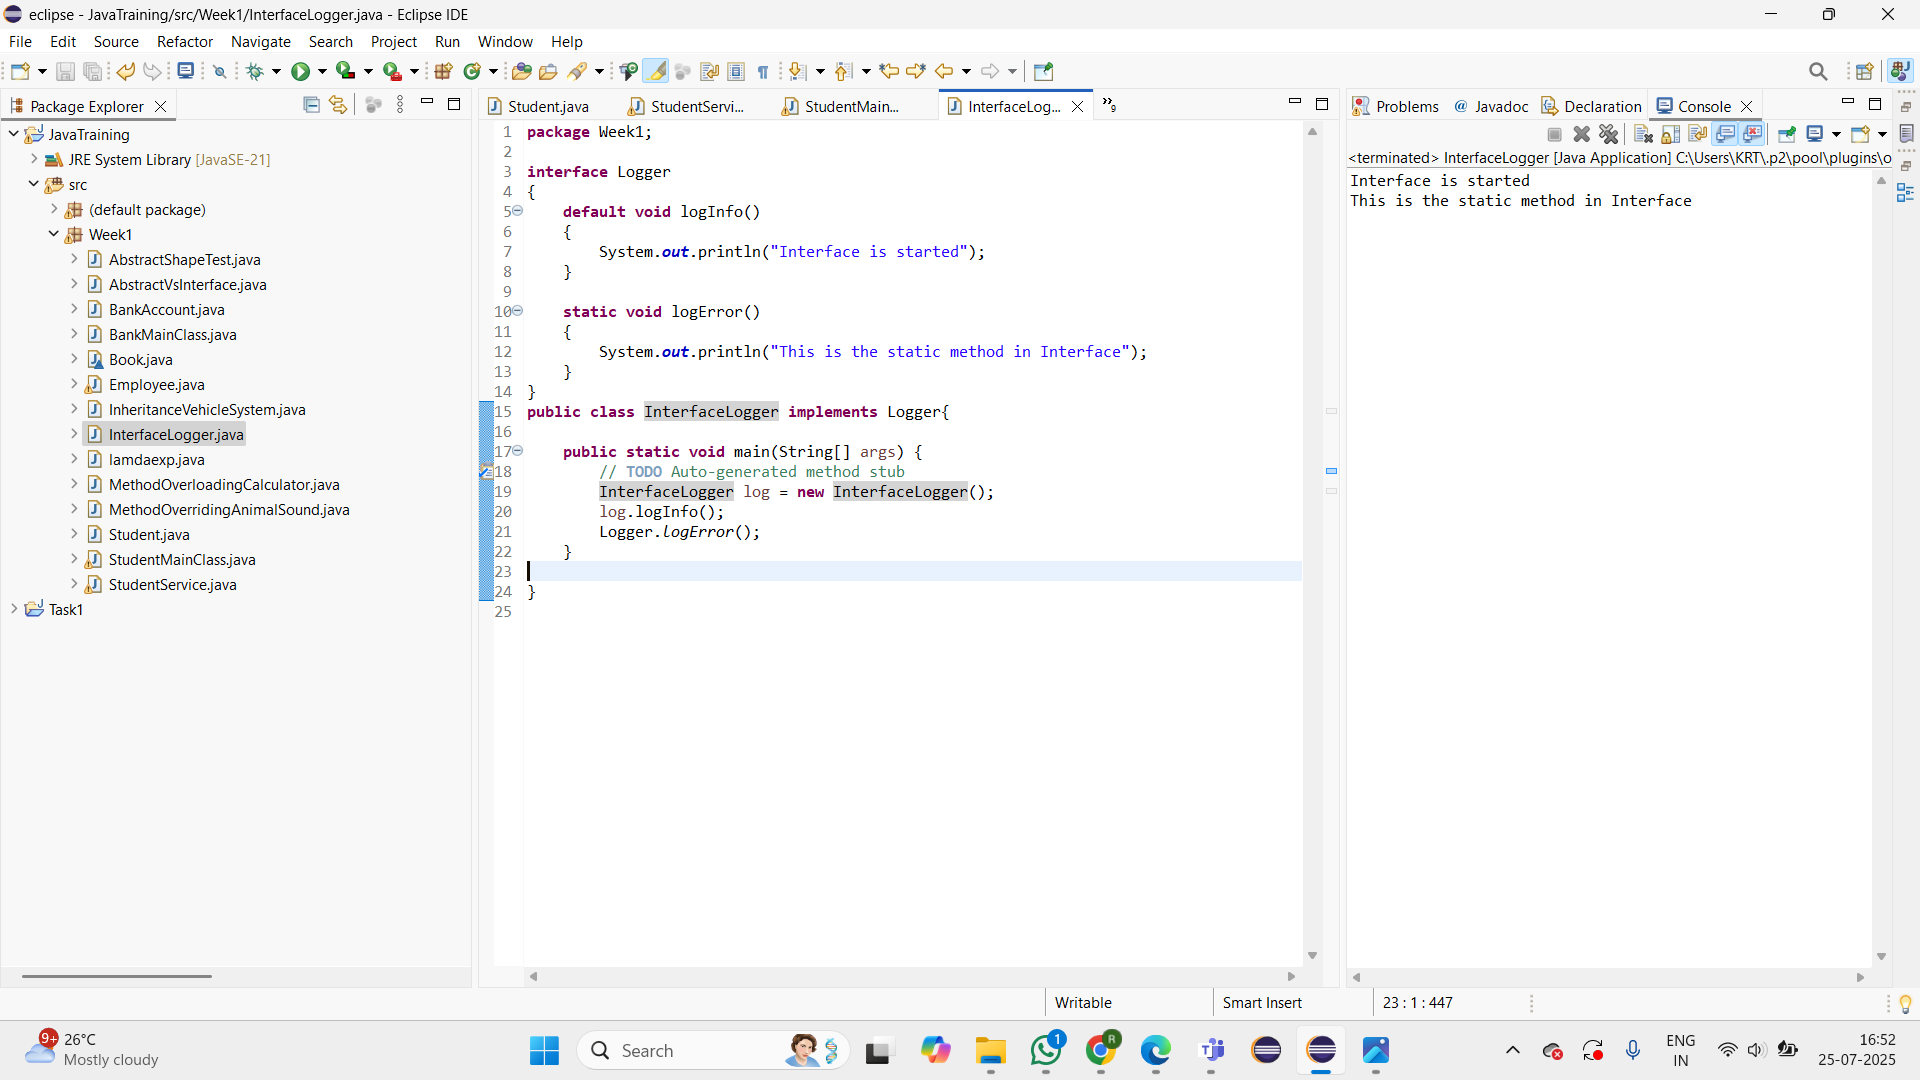 eclipse - JavaTraining/src/Week1/InterfaceLogger.java - Eclipse IDE
File Edit Source Refactor Navigate Search Project Run Window Help
Package Explorer
JavaTraining
JRE System Library [JavaSE-21]
src
(default package)
Week1
AbstractShapeTest.java
AbstractVsInterface.java
BankAccount.java
BankMainClass.java
Book.java
Employee.java
InheritanceVehicleSystem.java
InterfaceLogger.java
lamdaexp.java
MethodOverloadingCalculator.java
MethodOverridingAnimalSound.java
Student.java
StudentMainClass.java
StudentService.java
Task1
Student.java StudentServi... StudentMain... InterfaceLog... »9
1 package Week1;
2
3 interface Logger
4 {
5 default void logInfo()
6 {
7 System.out.println("Interface is started");
8 }
9
10 static void logError()
11 {
12 System.out.println("This is the static method in Interface");
13 }
14 }
15 public class InterfaceLogger implements Logger{
16
17 public static void main(String[] args) {
18 // TODO Auto-generated method stub
19 InterfaceLogger log = new InterfaceLogger();
20 log.logInfo();
21 Logger.logError();
22 }
23
24 }
25
Problems @ Javadoc Declaration Console
<terminated> InterfaceLogger [Java Application] C:\Users\KRT\.p2\pool\plugins\o
Interface is started
This is the static method in Interface
Writable Smart Insert 23 : 1 : 447
9+
26°C
Mostly cloudy
Search
1
R
ENG
IN
16:52
25-07-2025